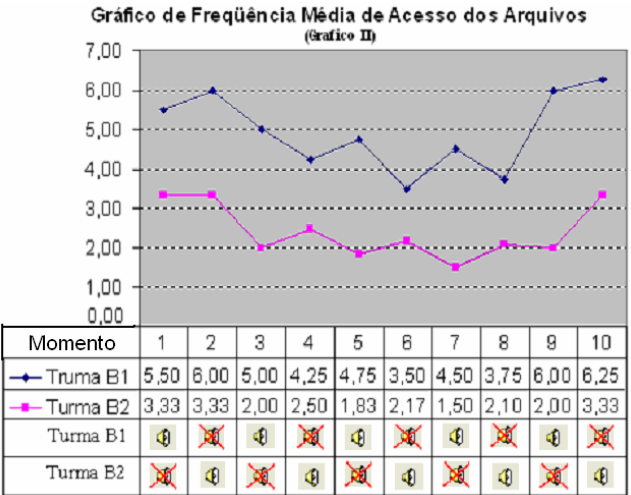 Gráfico de Freqüência Média de Acesso dos Arquivos
(Grafico II)
7,00
6,00
5,00
4,00
3,00
2,00
1,00
0,00
Momento 1 2 3 4 5 6 7 8 9 10
Truma B1 5,50 6,00 5,00 4,25 4,75 3,50 4,50 3,75 6,00 6,25
Turma B2 3,33 3,33 2,00 2,50 1,83 2,17 1,50 2,10 2,00 3,33
Turma B1
Turma B2